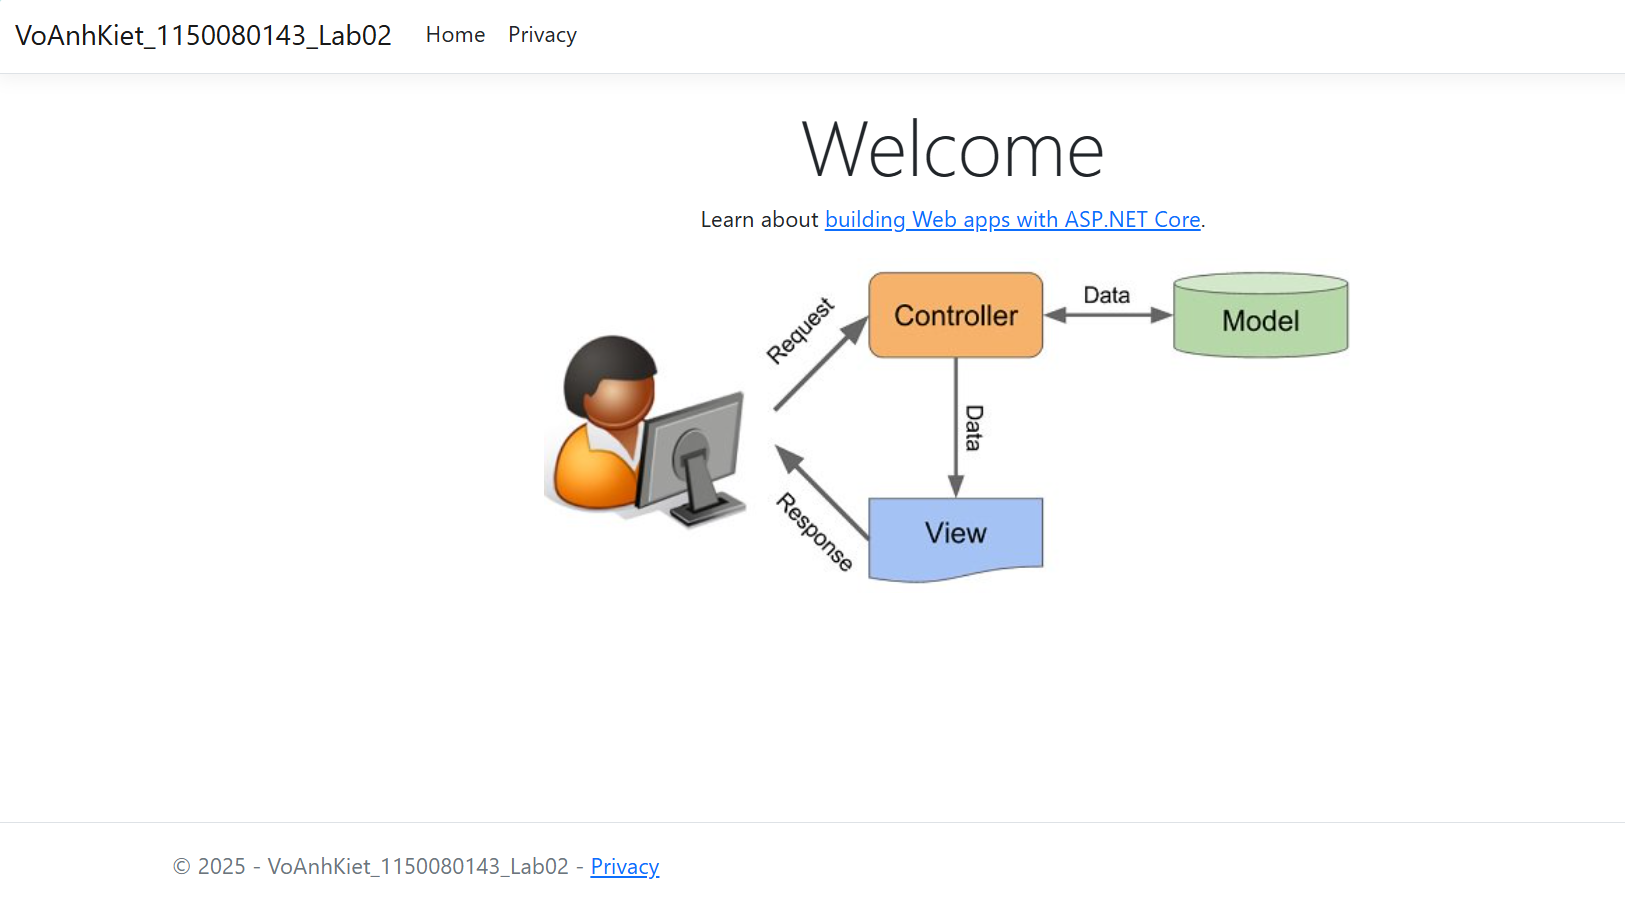 VoAnhKiet_1150080143_Lab02 Home Privacy
Welcome
Learn about building Web apps with ASP.NET Core.
Request
Controller
Data
Model
Data
Response
View
© 2025 - VoAnhKiet_1150080143_Lab02 - Privacy